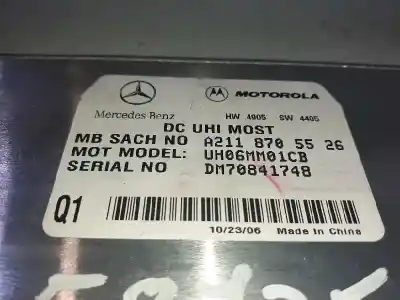 MOTOROLA
Mercedes Benz HW 4905 SW 4405
DC UHI MOST
MB SACH NO A211 870 55 26
MOT MODEL: UH06MM01CB
SERIAL NO DM70841748
Q1
10/23/06 Made in China